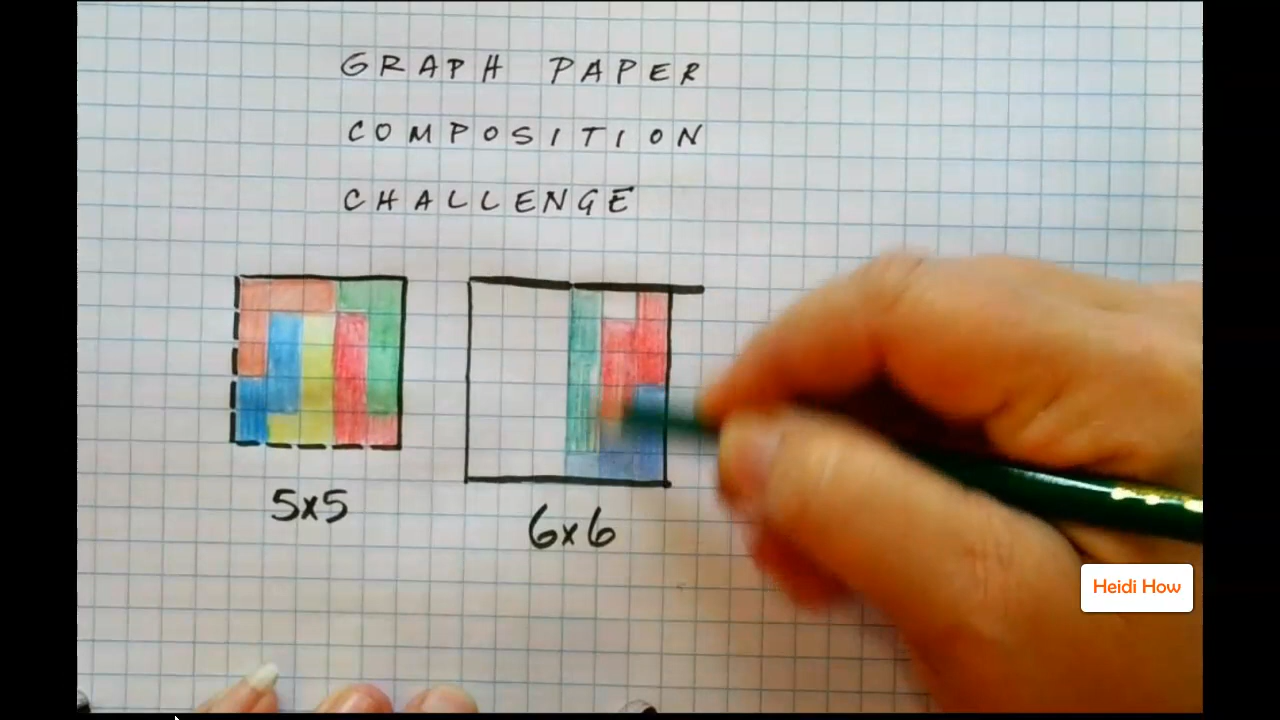 GRAPH PAPER
COMPOSITION
CHALLENGE
5x5
6x6
Heidi How